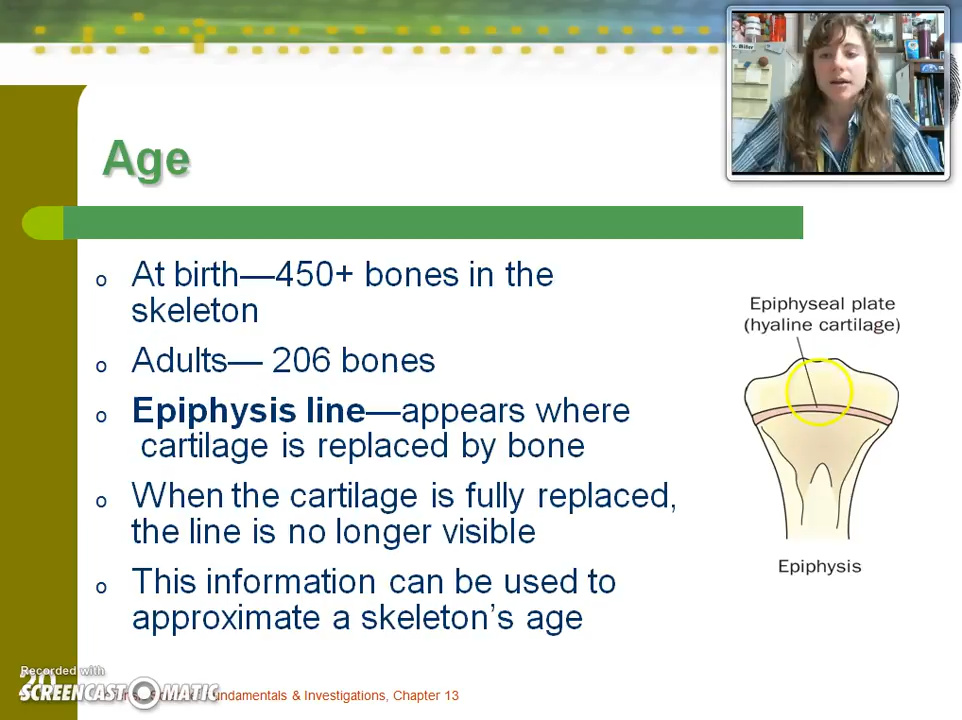 Age
o At birth—450+ bones in the
skeleton
o Adults— 206 bones
o Epiphysis line—appears where
cartilage is replaced by bone
o When the cartilage is fully replaced,
the line is no longer visible
o This information can be used to
approximate a skeleton's age
Epiphyseal plate
(hyaline cartilage)
Epiphysis
Recorded with
20
SCREENCAST MATIC
Fundamentals & Investigations, Chapter 13